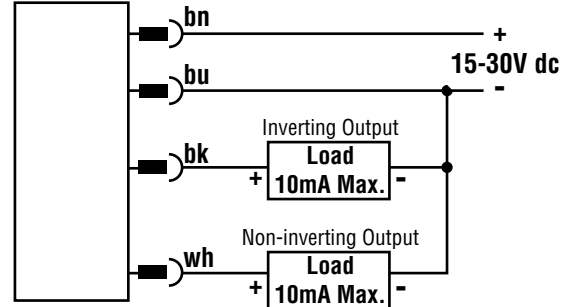 bn
+
15-30V dc
bu
-
Inverting Output
bk
Load
+ 10mA Max. -
Non-inverting Output
wh
Load
+ 10mA Max. -